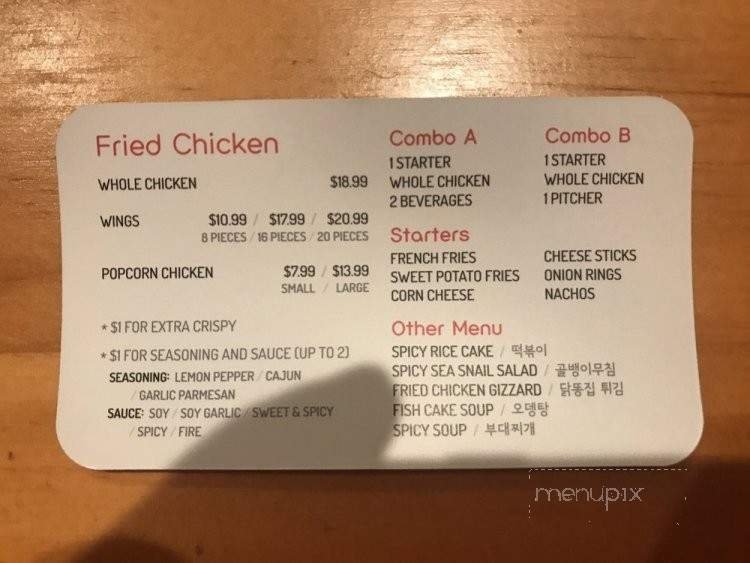 Fried Chicken
WHOLE CHICKEN $18.99
WINGS $10.99 / $17.99 / $20.99
8 PIECES / 16 PIECES / 20 PIECES
POPCORN CHICKEN $7.99 / $13.99
SMALL / LARGE
* $1 FOR EXTRA CRISPY
* $1 FOR SEASONING AND SAUCE (UP TO 2)
SEASONING: LEMON PEPPER / CAJUN
/ GARLIC PARMESAN
SAUCE: SOY / SOY GARLIC / SWEET & SPICY
/ SPICY / FIRE
Combo A
1 STARTER
WHOLE CHICKEN
2 BEVERAGES
Combo B
1 STARTER
WHOLE CHICKEN
1 PITCHER
Starters
FRENCH FRIES
SWEET POTATO FRIES
CORN CHEESE
CHEESE STICKS
ONION RINGS
NACHOS
Other Menu
SPICY RICE CAKE / 떡볶이
SPICY SEA SNAIL SALAD / 골뱅이무침
FRIED CHICKEN GIZZARD / 닭똥집 튀김
FISH CAKE SOUP / 오뎅탕
SPICY SOUP / 부대찌개
menupix